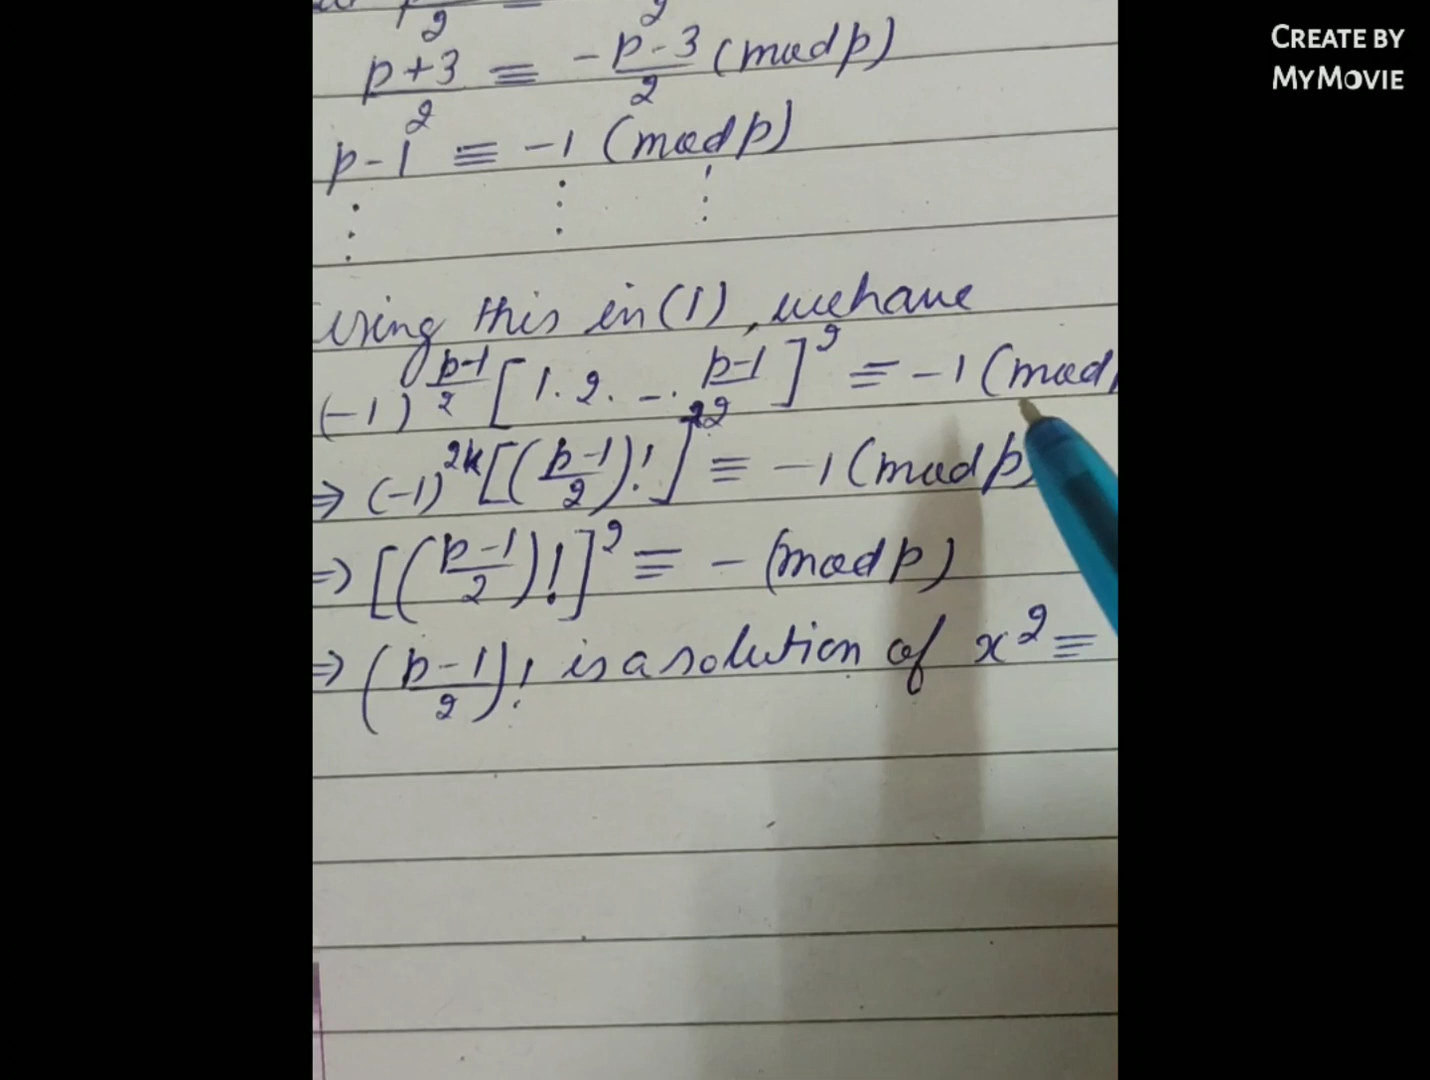 p+3/2 ≡ -p-3/2 (mod p)
p-1 ≡ -1 (mod p)
⋮ ⋮ ⋮
using this in (1), we have
(-1)^(p-1/2) [1. 2. -.. p-1/2]^2 ≡ -1 (mod
⇒ (-1)^2k [(p-1/2)!]^2 ≡ -1 (mod p
⇒ [(p-1/2)!]^2 ≡ - (mod p)
⇒ (p-1/2)! is a solution of x^2 ≡
CREATE BY
MYMOVIE